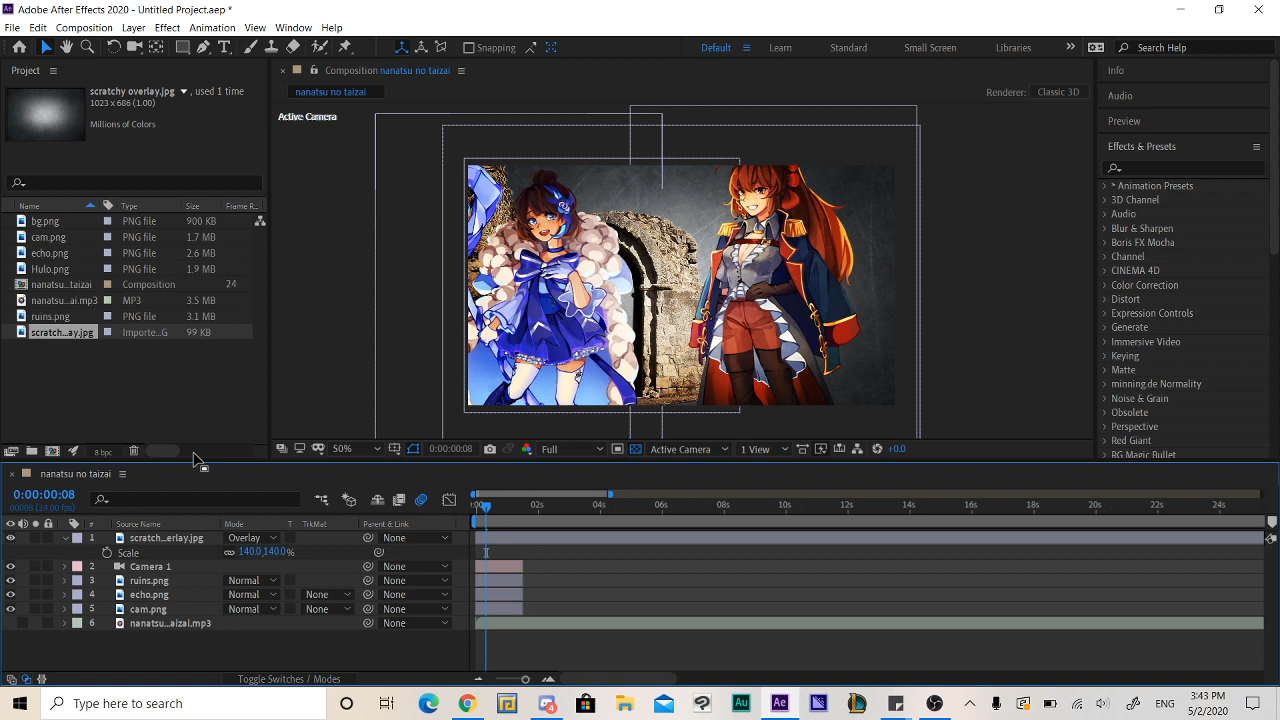 Adobe After Effects 2020 - Untitled Project.aep *
File Edit Composition Layer Effect Animation View Window Help
Snapping
Default Learn Standard Small Screen Libraries Search Help
Project
scratchy overlay.jpg , used 1 time
1023 x 686 (1.00)
Millions of Colors
Name Type Size Frame R..
bg.png PNG file 900 KB
cam.png PNG file 1.7 MB
echo.png PNG file 2.6 MB
Hulo.png PNG file 1.9 MB
nanatsu...taizai Composition 24
nanatsu...ai.mp3 MP3 3.5 MB
ruins.png PNG file 3.1 MB
scratch...ay.jpg Importe...G 99 KB
8 bpc
Composition nanatsu no taizai
nanatsu no taizai
Renderer: Classic 3D
Active Camera
50% 0:00:00:08 Full Active Camera 1 View +0.0
Info
Audio
Preview
Effects & Presets
* Animation Presets
3D Channel
Audio
Blur & Sharpen
Boris FX Mocha
Channel
CINEMA 4D
Color Correction
Distort
Expression Controls
Generate
Immersive Video
Keying
Matte
minning.de Normality
Noise & Grain
Obsolete
Perspective
Red Giant
RG Magic Bullet
nanatsu no taizai
0:00:00:08
00008 (24.00 fps)
02s 04s 06s 08s 10s 12s 14s 16s 18s 20s 22s 24s
# Source Name Mode T TrkMat Parent & Link
1 scratch...erlay.jpg Overlay None
Scale 140.0,140.0%
2 Camera 1 None
3 ruins.png Normal None
4 echo.png Normal None None
5 cam.png Normal None None
6 nanatsu...aizai.mp3 None
Toggle Switches / Modes
Type here to search
4
Au Ae
ENG
3:43 PM
5/2/2020